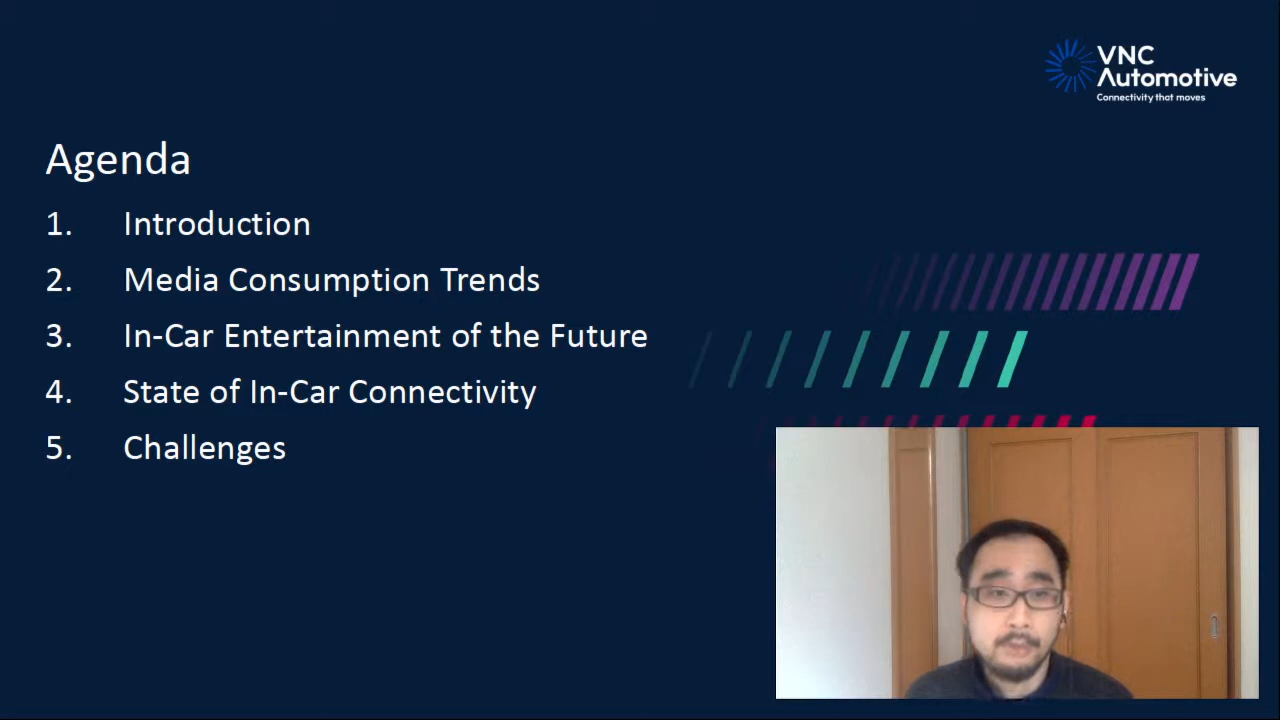 VNC
Automotive
Connectivity that moves
Agenda
1. Introduction
2. Media Consumption Trends
3. In-Car Entertainment of the Future
4. State of In-Car Connectivity
5. Challenges